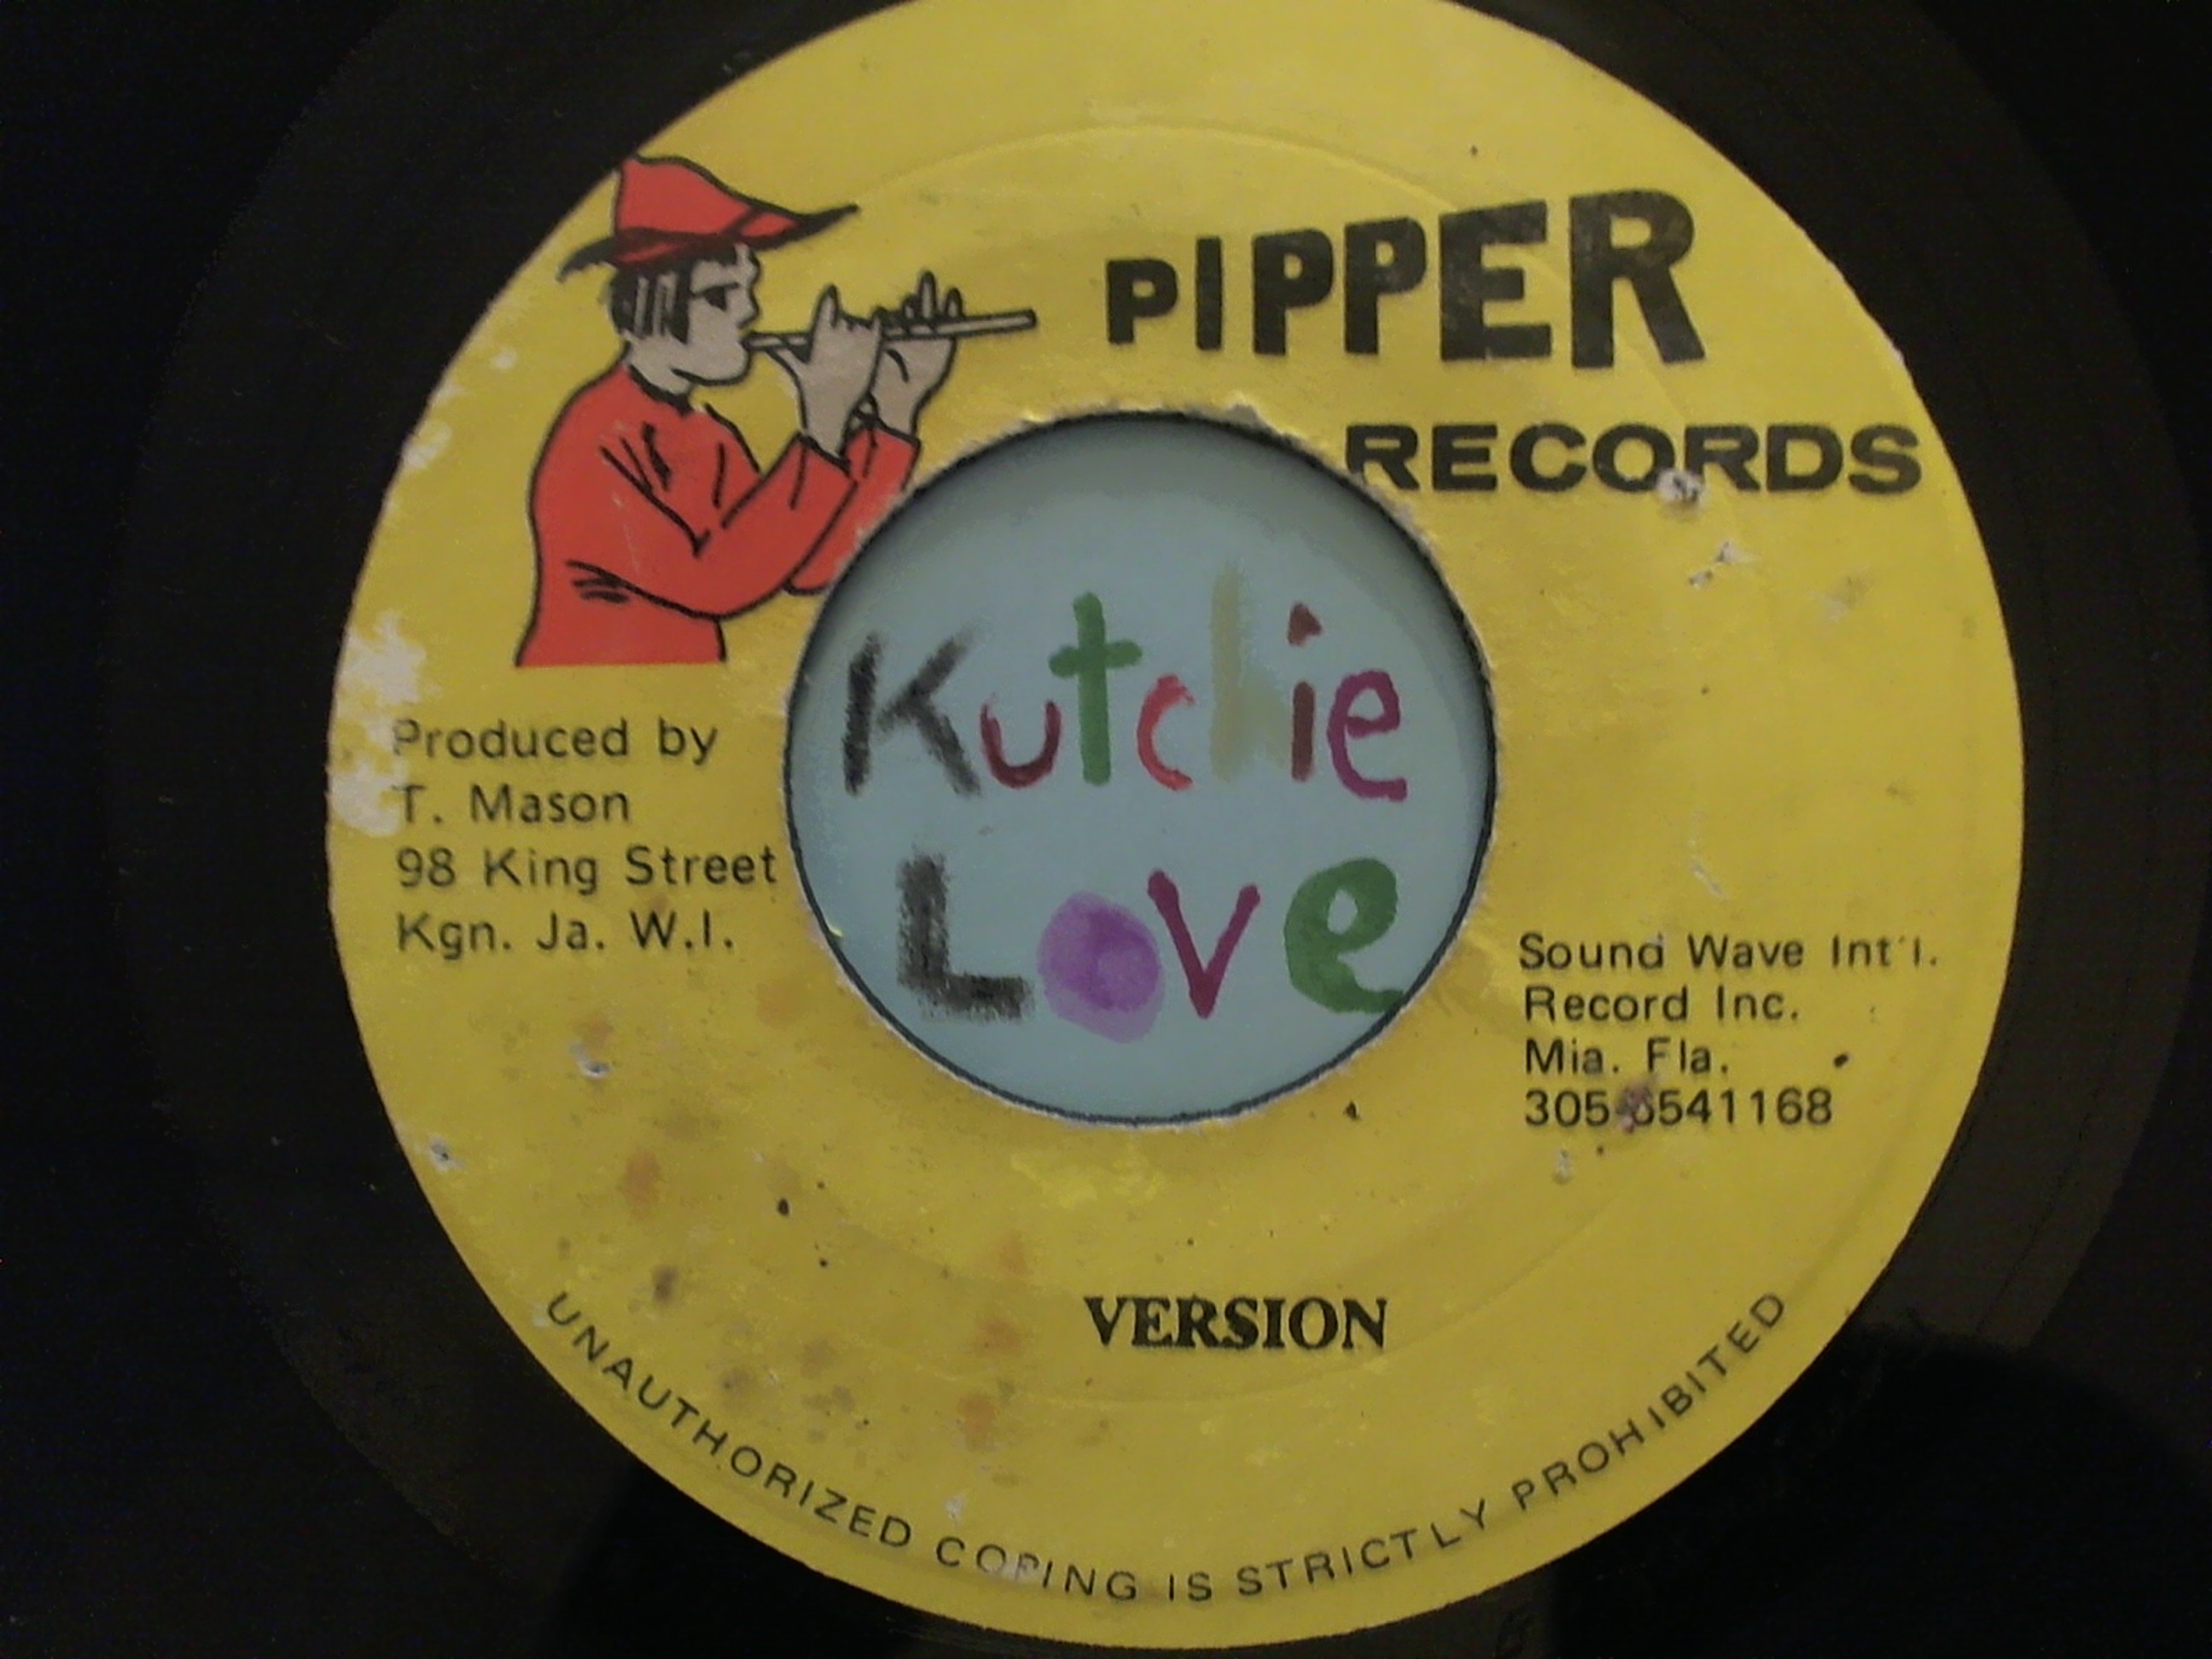 PIPPER
RECORDS
Kutchie
Love
Produced by
T. Mason
98 King Street
Kgn. Ja. W.I.
Sound Wave Int'l.
Record Inc.
Mia. Fla.
VERSION
UNAUTHORIZED COPING IS STRICTLY PROHIBITED